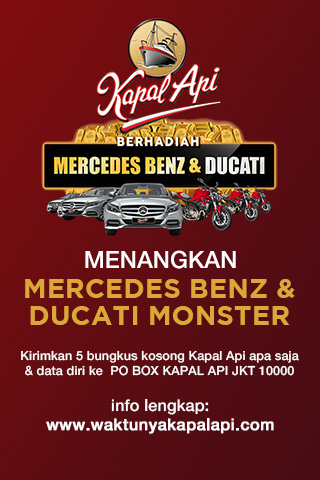 Kapal Api
BERHADIAH
MERCEDES BENZ & DUCATI
MENANGKAN
MERCEDES BENZ &
DUCATI MONSTER
Kirimkan 5 bungkus kosong Kapal Api apa saja
& data diri ke PO BOX KAPAL API JKT 10000
info lengkap:
www.waktunyakapalapi.com